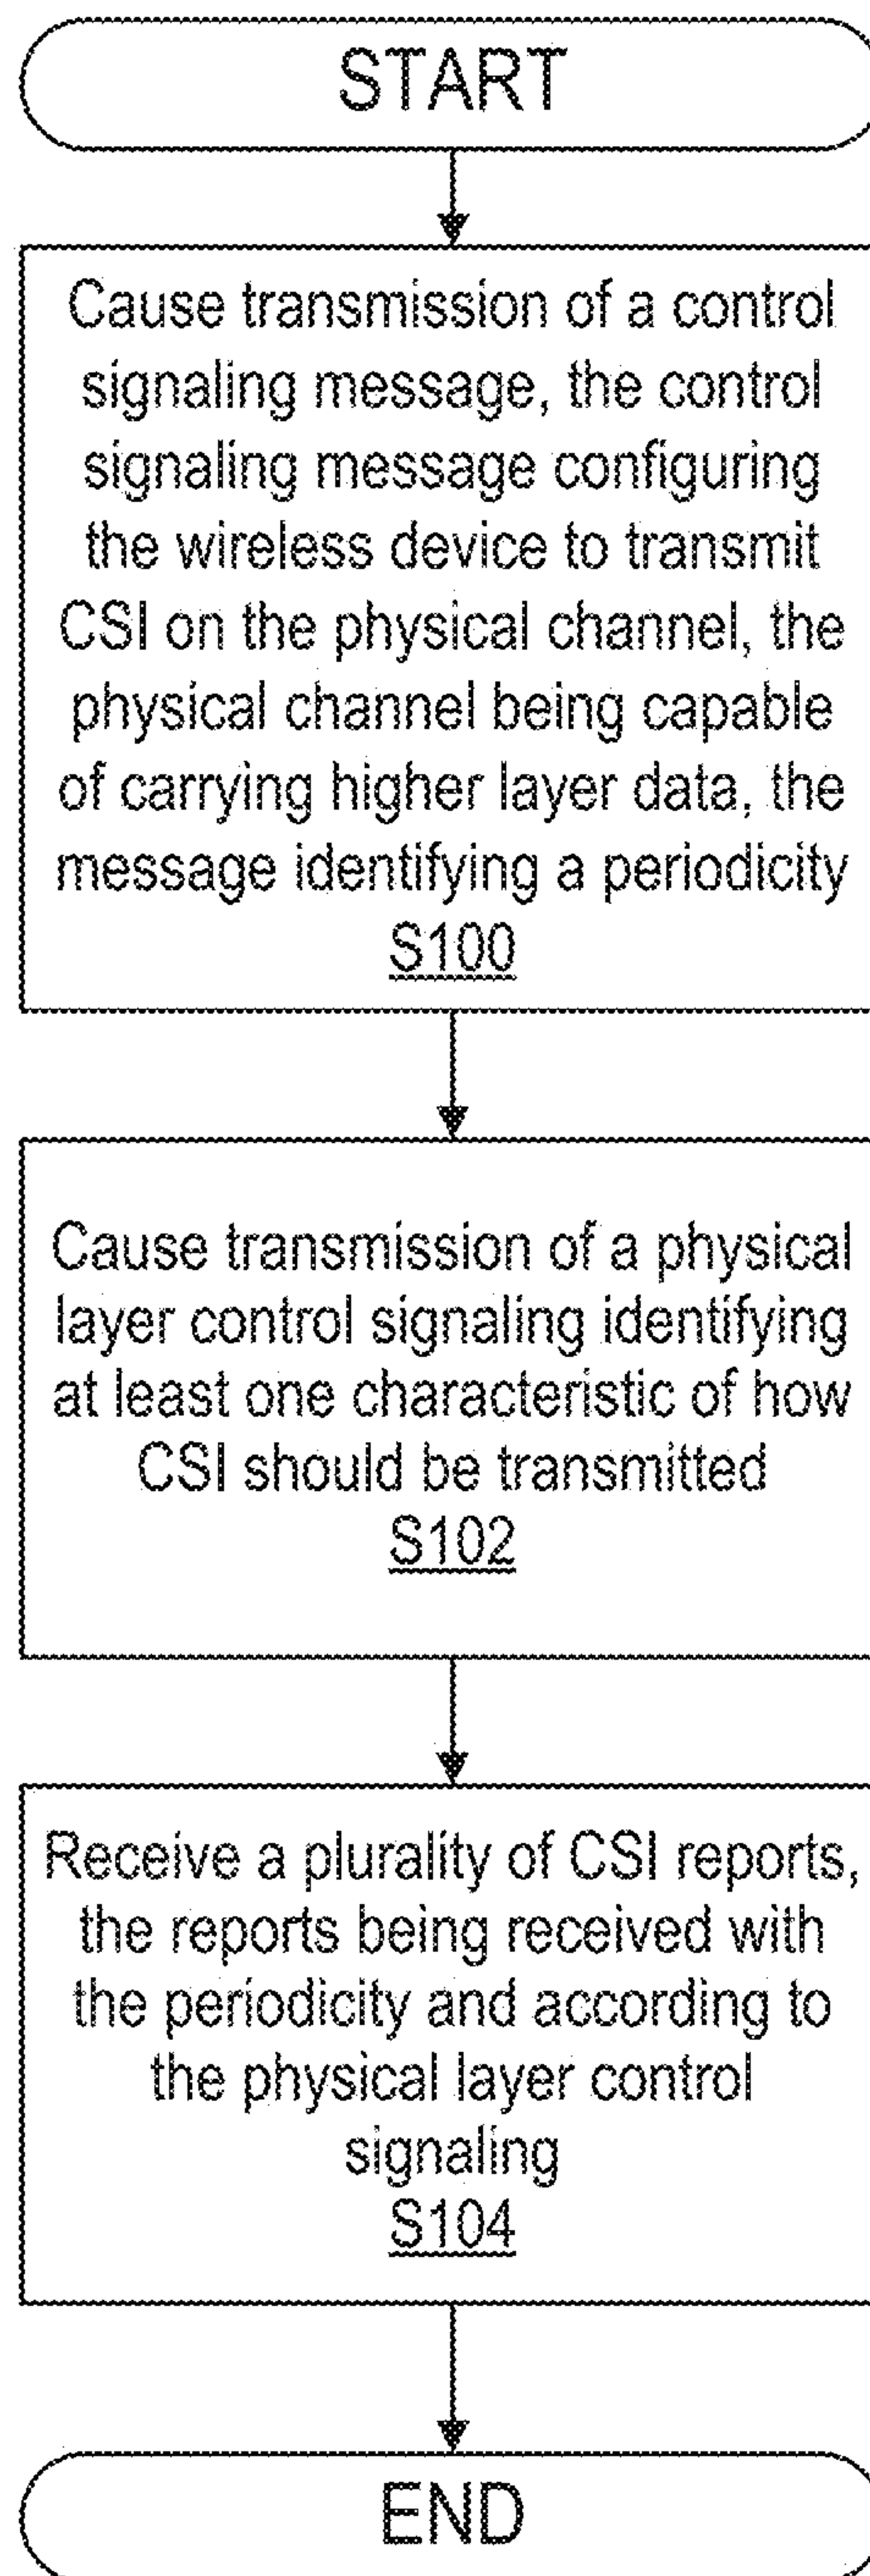 START
Cause transmission of a control
signaling message, the control
signaling message configuring
the wireless device to transmit
CSI on the physical channel, the
physical channel being capable
of carrying higher layer data, the
message identifying a periodicity
S100
Cause transmission of a physical
layer control signaling identifying
at least one characteristic of how
CSI should be transmitted
S102
Receive a plurality of CSI reports,
the reports being received with
the periodicity and according to
the physical layer control
signaling
S104
END